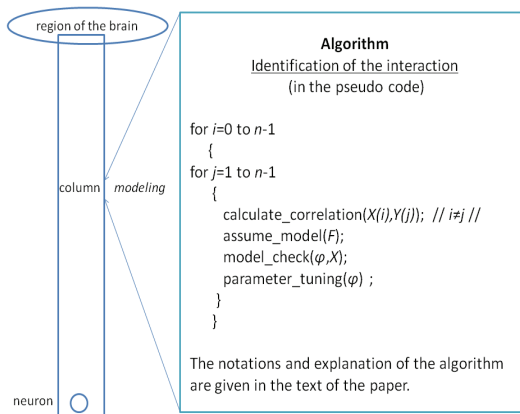 region of the brain
column
modeling
neuron
Algorithm
Identification of the interaction
(in the pseudo code)
for i=0 to n-1
{
for j=1 to n-1
{
calculate_correlation(X(i),Y(j)); // i≠j //
assume_model(F);
model_check(φ,X);
parameter_tuning(φ) ;
}
}
The notations and explanation of the algorithm
are given in the text of the paper.